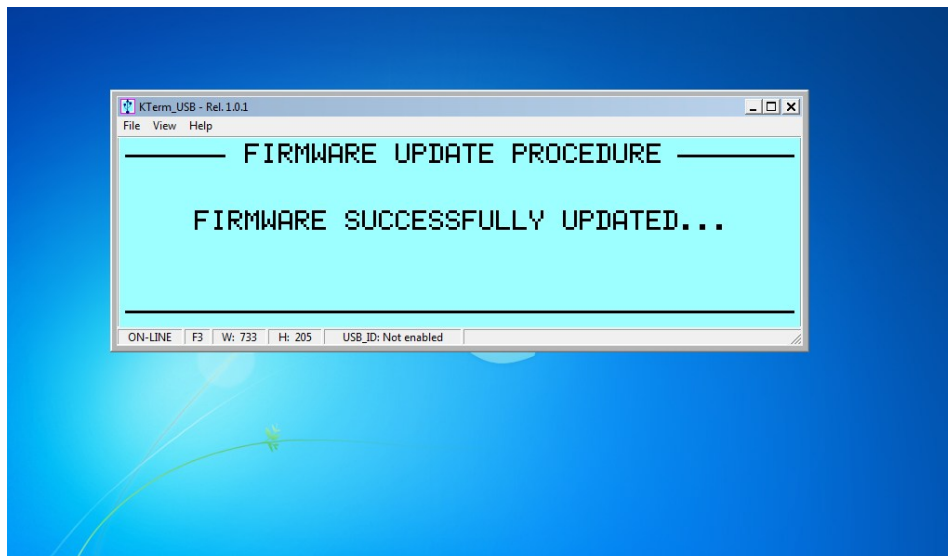 KTerm_USB - Rel. 1.0.1
File View Help
FIRMWARE UPDATE PROCEDURE
FIRMWARE SUCCESSFULLY UPDATED...
ON-LINE F3 W: 733 H: 205 USB_ID: Not enabled